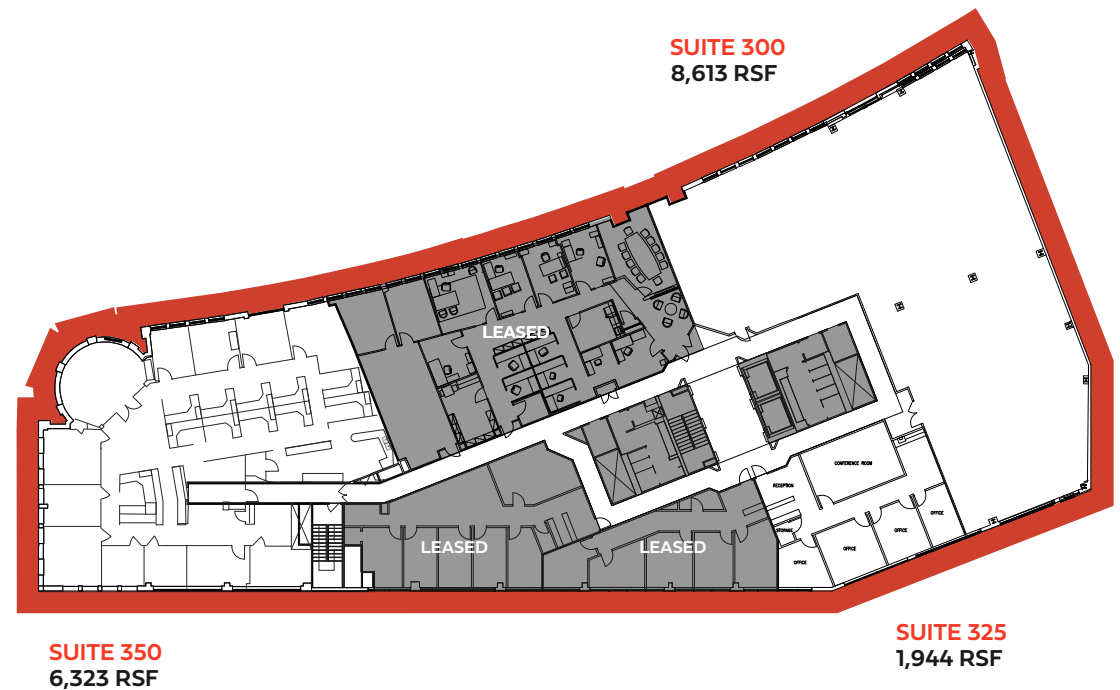 SUITE 300
8,613 RSF
LEASED
CONFERENCE ROOM
RECEPTION
OFFICE
OFFICE
STORAGE
OFFICE
OFFICE
LEASED
LEASED
SUITE 325
1,944 RSF
SUITE 350
6,323 RSF